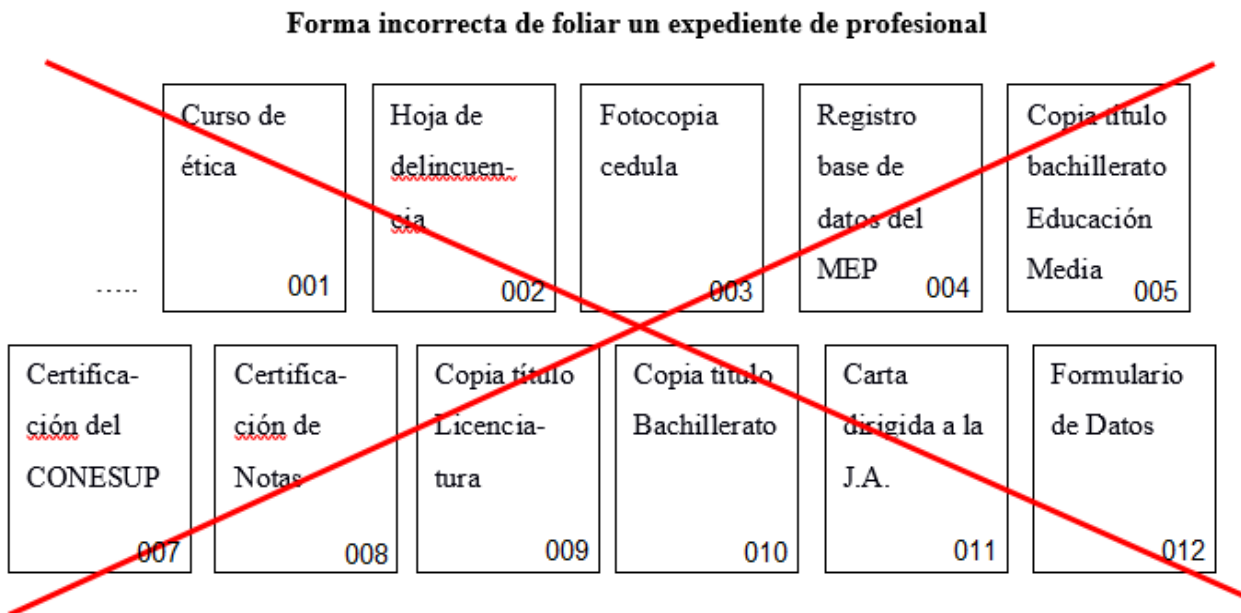 Forma incorrecta de foliar un expediente de profesional
Curso de
ética
001
Hoja de
delincuen-
cia
002
Fotocopia
cedula
003
Registro
base de
datos del
MEP
004
Copia título
bachillerato
Educación
Media
005
.....
Certifica-
ción del
CONESUP
007
Certifica-
ción de
Notas
008
Copia título
Licencia-
tura
009
Copia título
Bachillerato
010
Carta
dirigida a la
J.A.
011
Formulario
de Datos
012